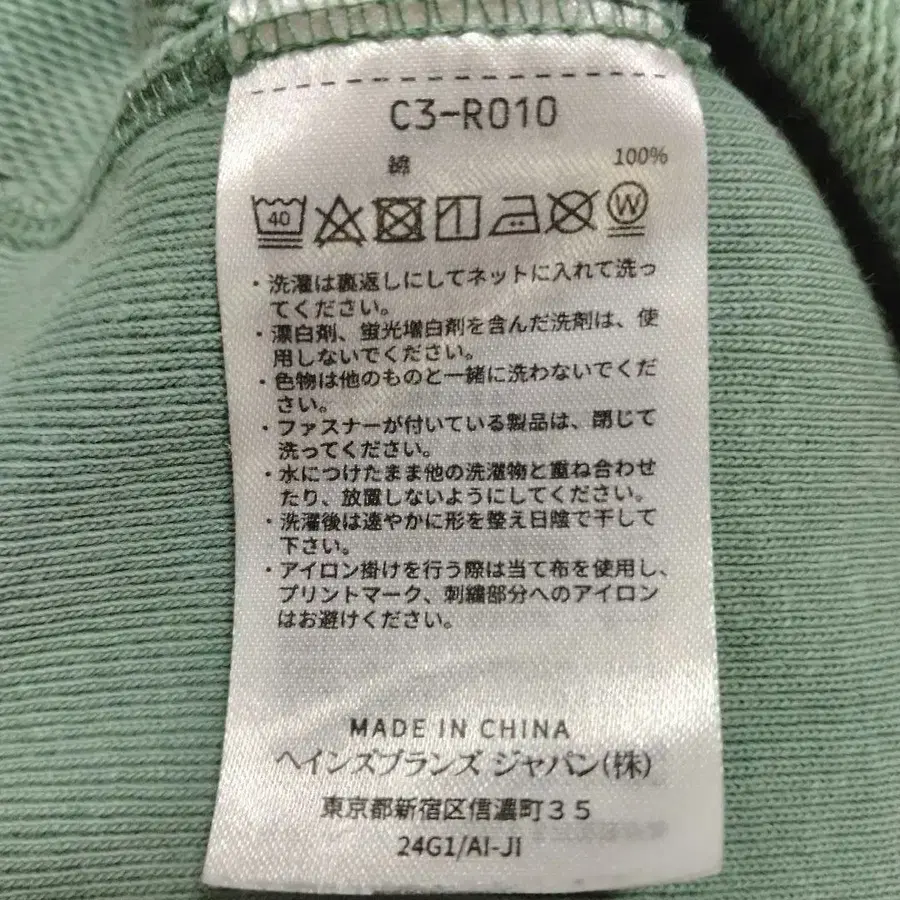 C3-R010
綿 100%
40 W
・洗濯は裏返しにしてネットに入れて洗っ
てください。
・漂白剤、蛍光増白剤を含んだ洗剤は、使
用しないでください。
・色物は他のものと一緒に洗わないでくだ
さい。
・ファスナーが付いている製品は、閉じて
洗ってください。
・水につけたまま他の洗濯物と重ね合わせ
たり、放置しないようにしてください。
・洗濯後は速やかに形を整え日陰で干して
下さい。
・アイロン掛けを行う際は当て布を使用し、
プリントマーク、刺繍部分へのアイロン
はお避けください。
MADE IN CHINA
ヘインズブランズ ジャパン(株)
東京都新宿区信濃町35
24G1/AI-JI